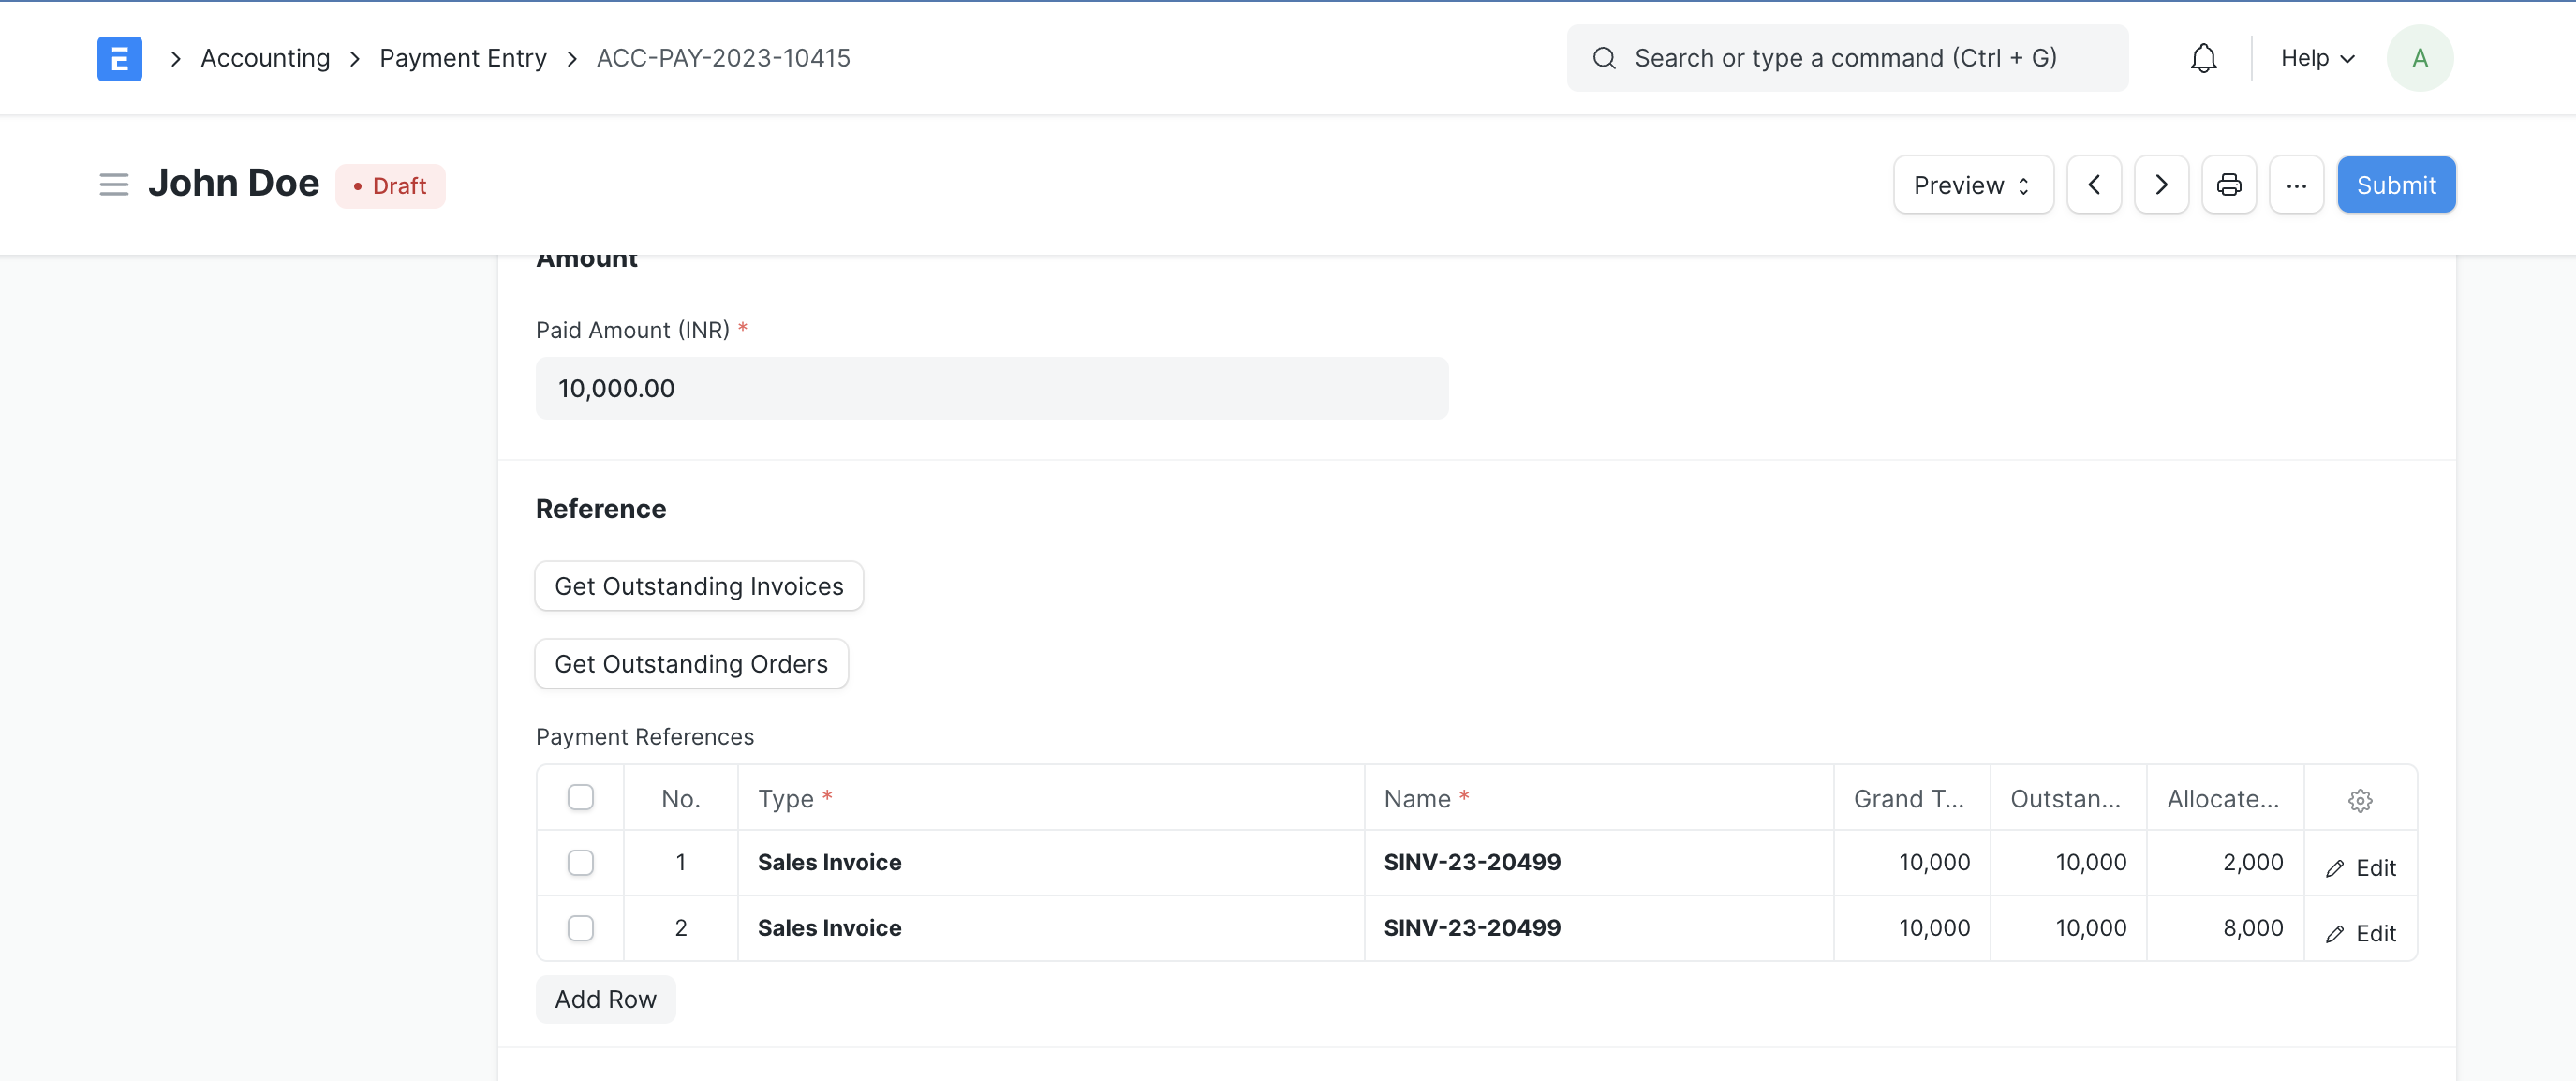 Accounting > Payment Entry > ACC-PAY-2023-10415
Search or type a command (Ctrl + G)
Help
A
John Doe
• Draft
Preview
...
Submit
Amount
Paid Amount (INR) *
10,000.00
Reference
Get Outstanding Invoices
Get Outstanding Orders
Payment References
No. Type * Name * Grand T... Outstan... Allocate...
1 Sales Invoice SINV-23-20499 10,000 10,000 2,000 Edit
2 Sales Invoice SINV-23-20499 10,000 10,000 8,000 Edit
Add Row